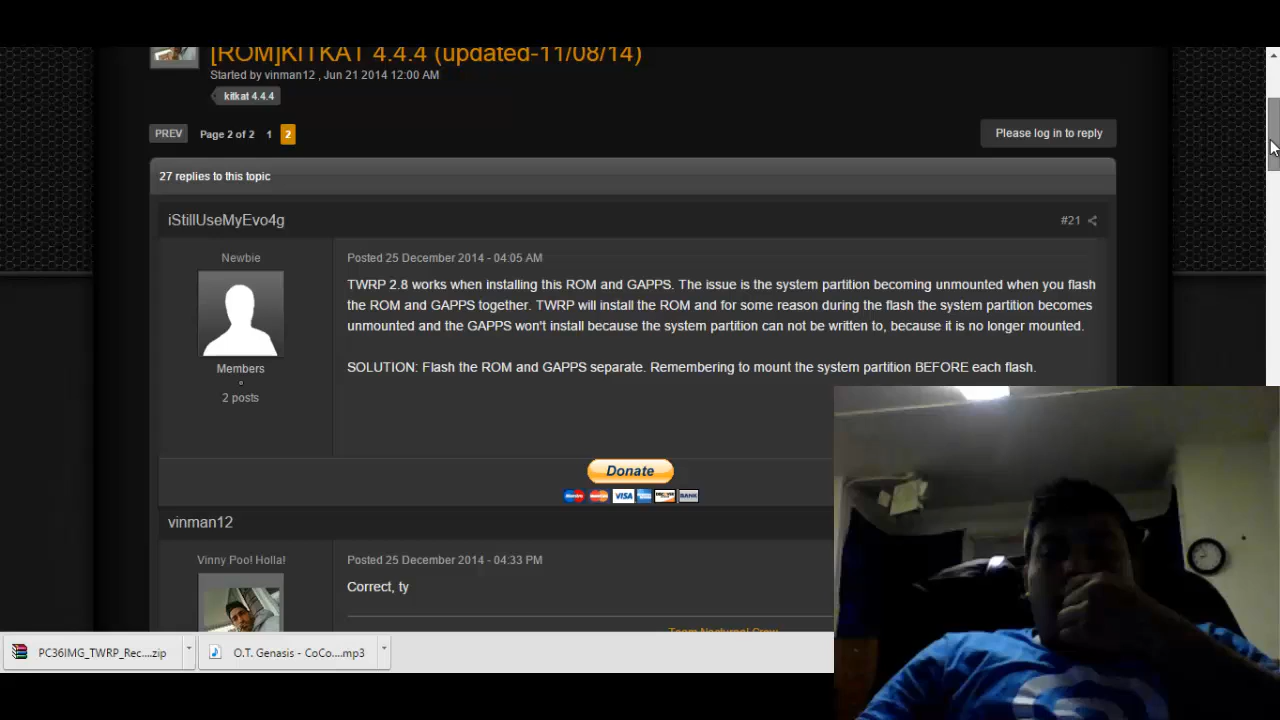 [ROM]KITKAT 4.4.4 (updated-11/08/14)
Started by vinman12 , Jun 21 2014 12:00 AM
kitkat 4.4.4
PREV Page 2 of 2 1 2
Please log in to reply
27 replies to this topic
iStillUseMyEvo4g
#21
Newbie
Members
2 posts
Posted 25 December 2014 - 04:05 AM
TWRP 2.8 works when installing this ROM and GAPPS. The issue is the system partition becoming unmounted when you flash
the ROM and GAPPS together. TWRP will install the ROM and for some reason during the flash the system partition becomes
unmounted and the GAPPS won't install because the system partition can not be written to, because it is no longer mounted.
SOLUTION: Flash the ROM and GAPPS separate. Remembering to mount the system partition BEFORE each flash.
Donate
VISA
BANK
vinman12
Vinny Pool Holla!
Posted 25 December 2014 - 04:33 PM
Correct, ty
Team Nocturnal Crew
PC36IMG_TWRP_Rec....zip
O.T. Genasis - CoCo....mp3